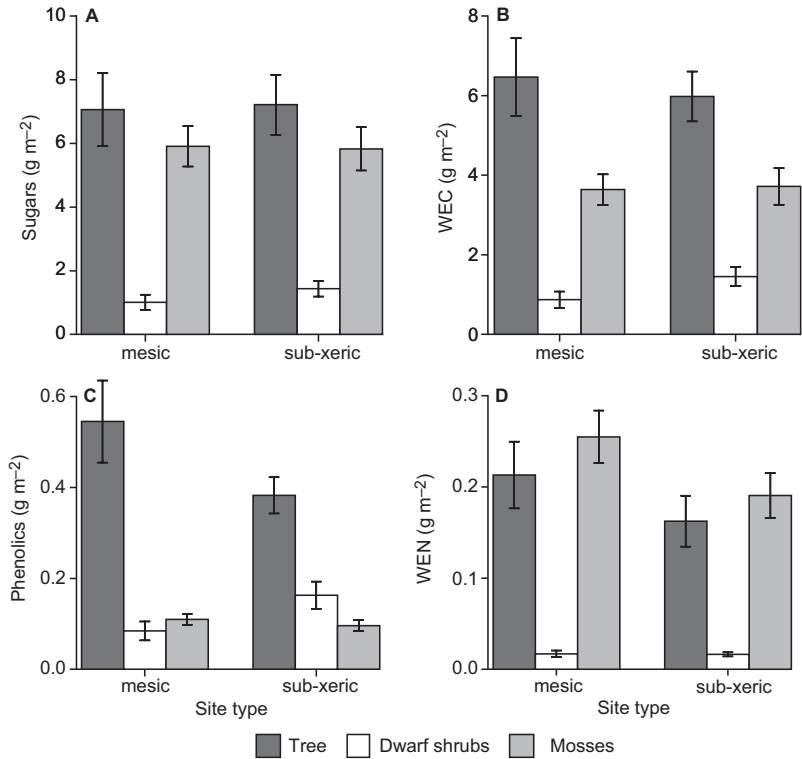 A
Sugars (g m⁻²)
10
8
6
4
2
0
mesic
sub-xeric
B
WEC (g m⁻²)
8
6
4
2
0
mesic
sub-xeric
C
Phenolics (g m⁻²)
0.6
0.4
0.2
0.0
mesic
sub-xeric
Site type
D
WEN (g m⁻²)
0.3
0.2
0.1
0.0
mesic
sub-xeric
Site type
Tree
Dwarf shrubs
Mosses